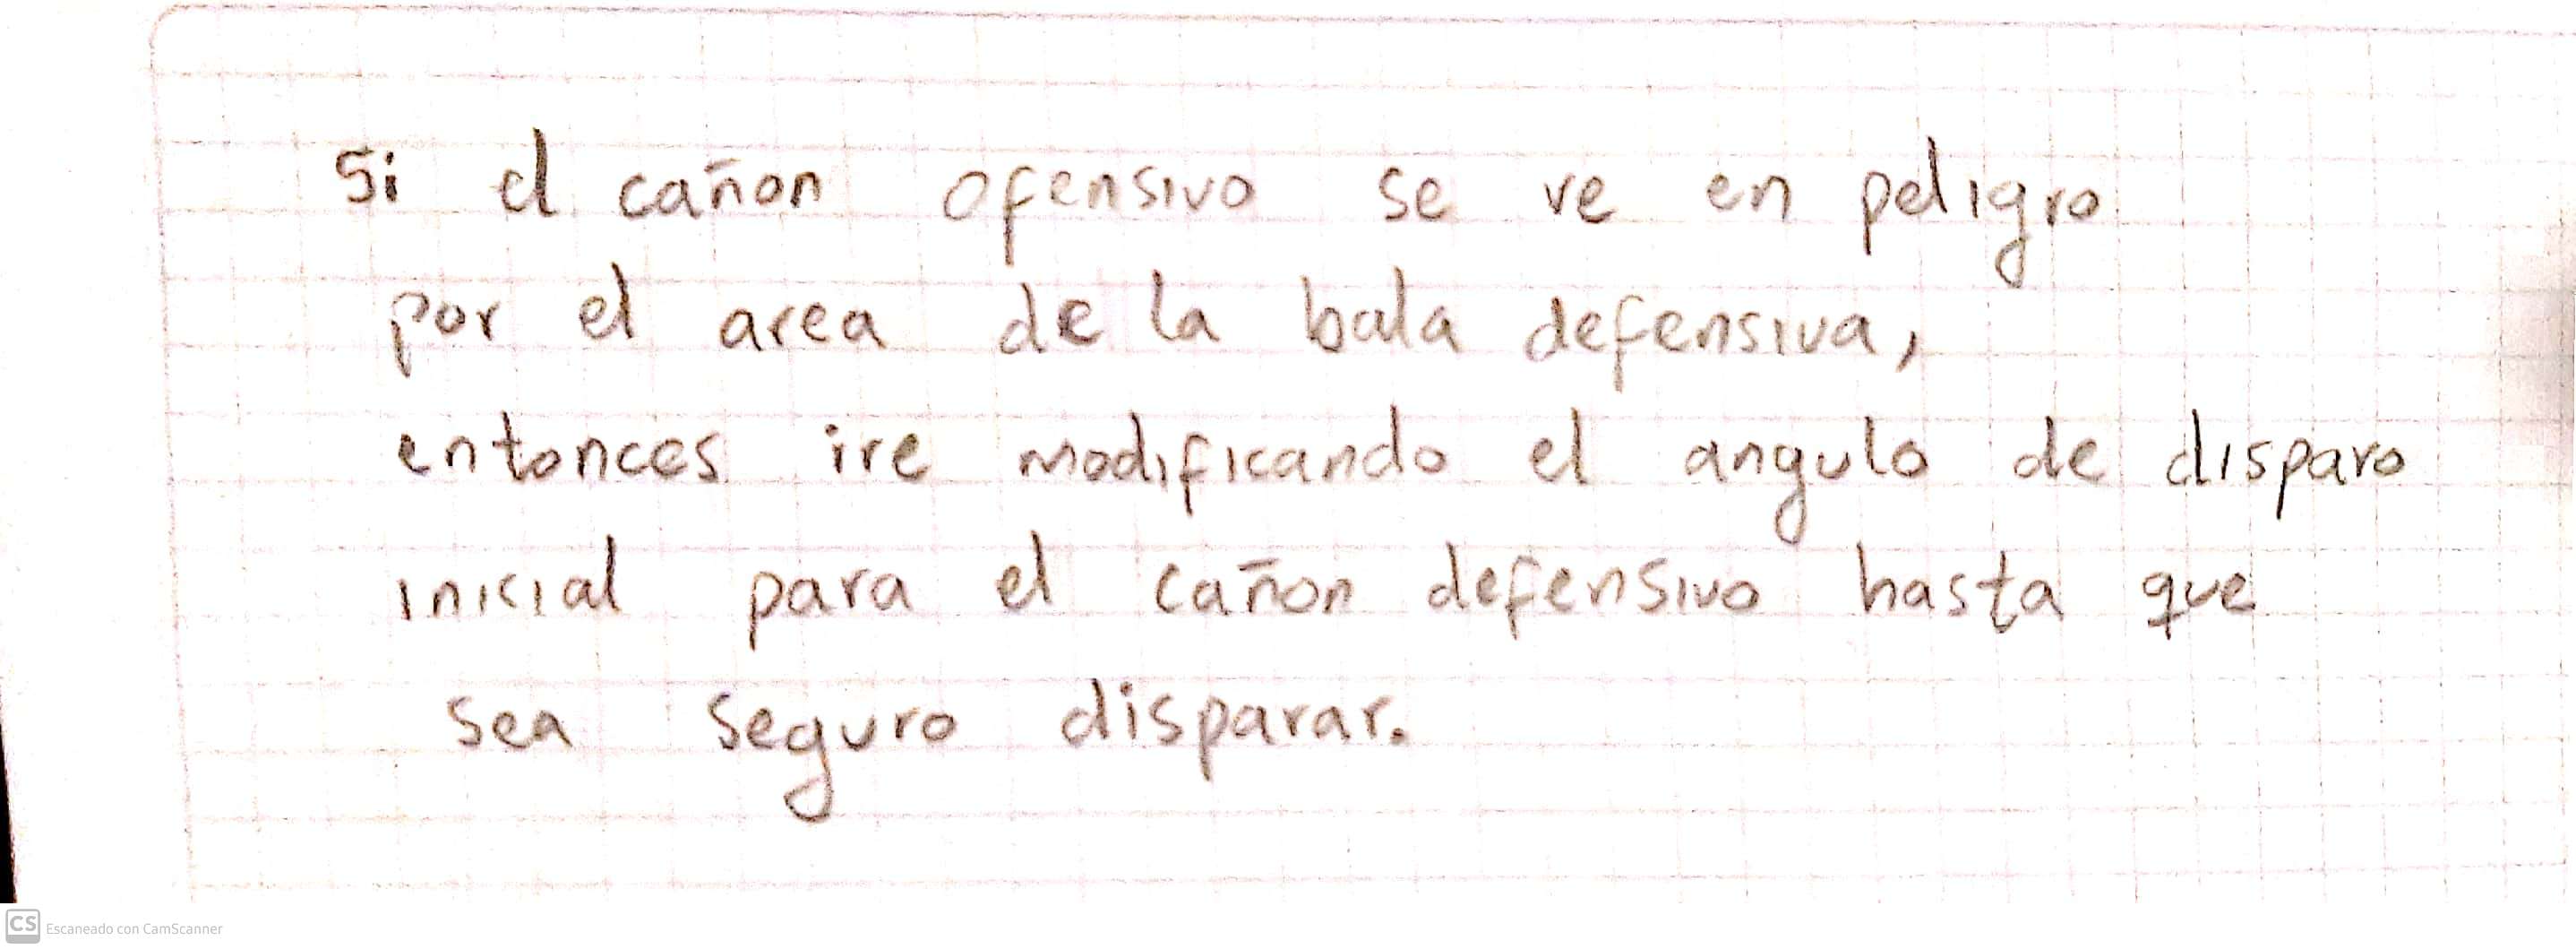 Si el cañon ofensivo se ve en peligro
por el area de la bala defensiva,
entonces ire modificando el angulo de disparo
inicial para el cañon defensivo hasta que
sea seguro disparar.
CS Escaneado con CamScanner